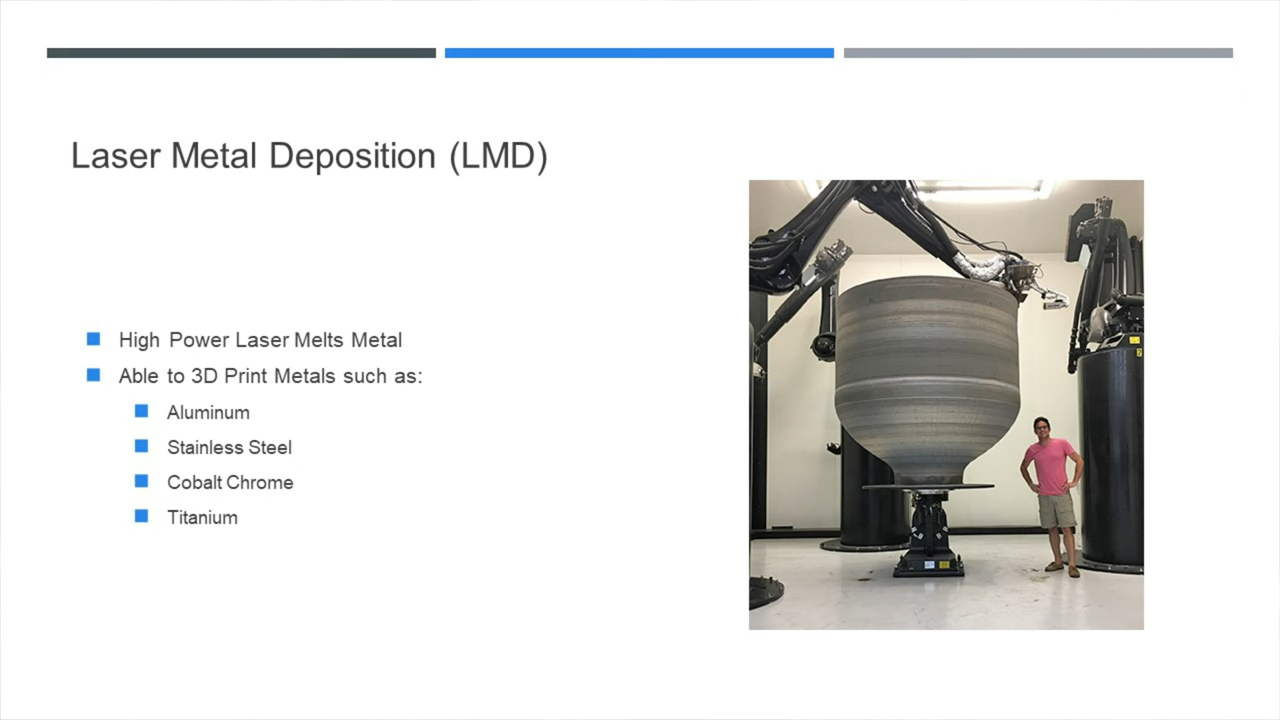 Laser Metal Deposition (LMD)
High Power Laser Melts Metal
Able to 3D Print Metals such as:
Aluminum
Stainless Steel
Cobalt Chrome
Titanium